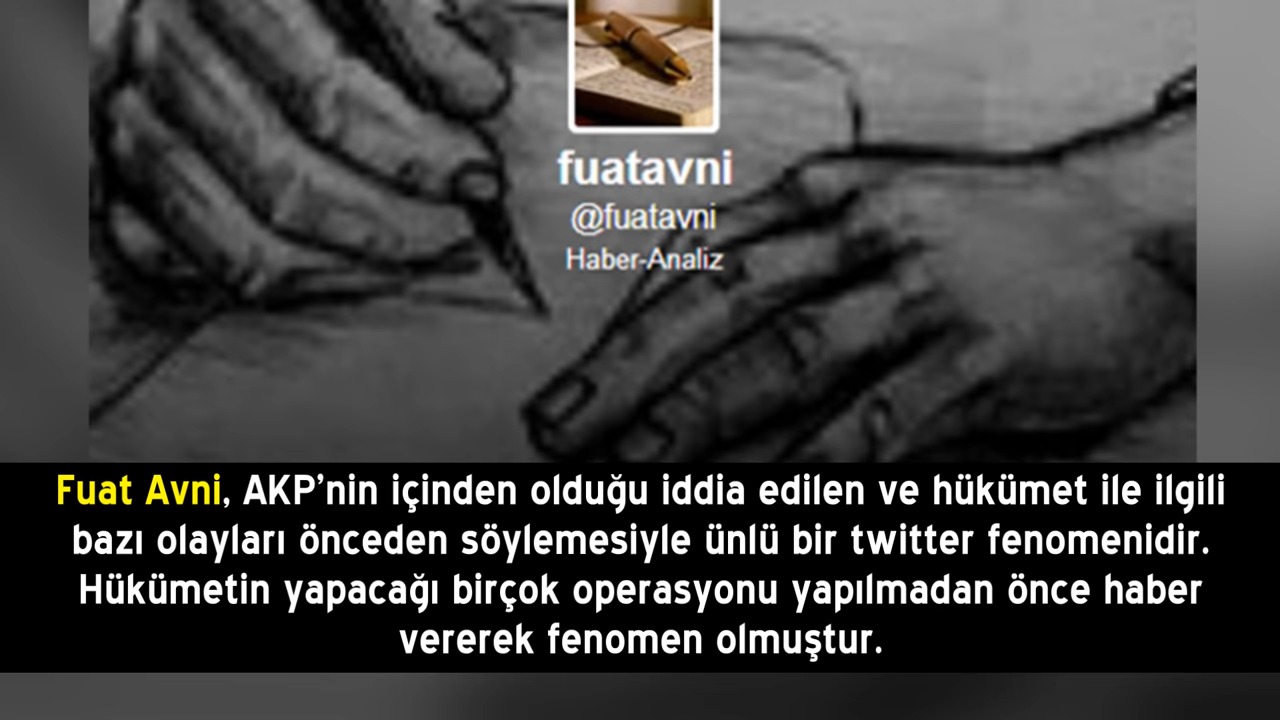 fuatavni
@fuatavni
Haber-Analiz
Fuat Avni, AKP'nin içinden olduğu iddia edilen ve hükümet ile ilgili
bazı olayları önceden söylemesiyle ünlü bir twitter fenomenidir.
Hükümetin yapacağı birçok operasyonu yapılmadan önce haber
vererek fenomen olmuştur.